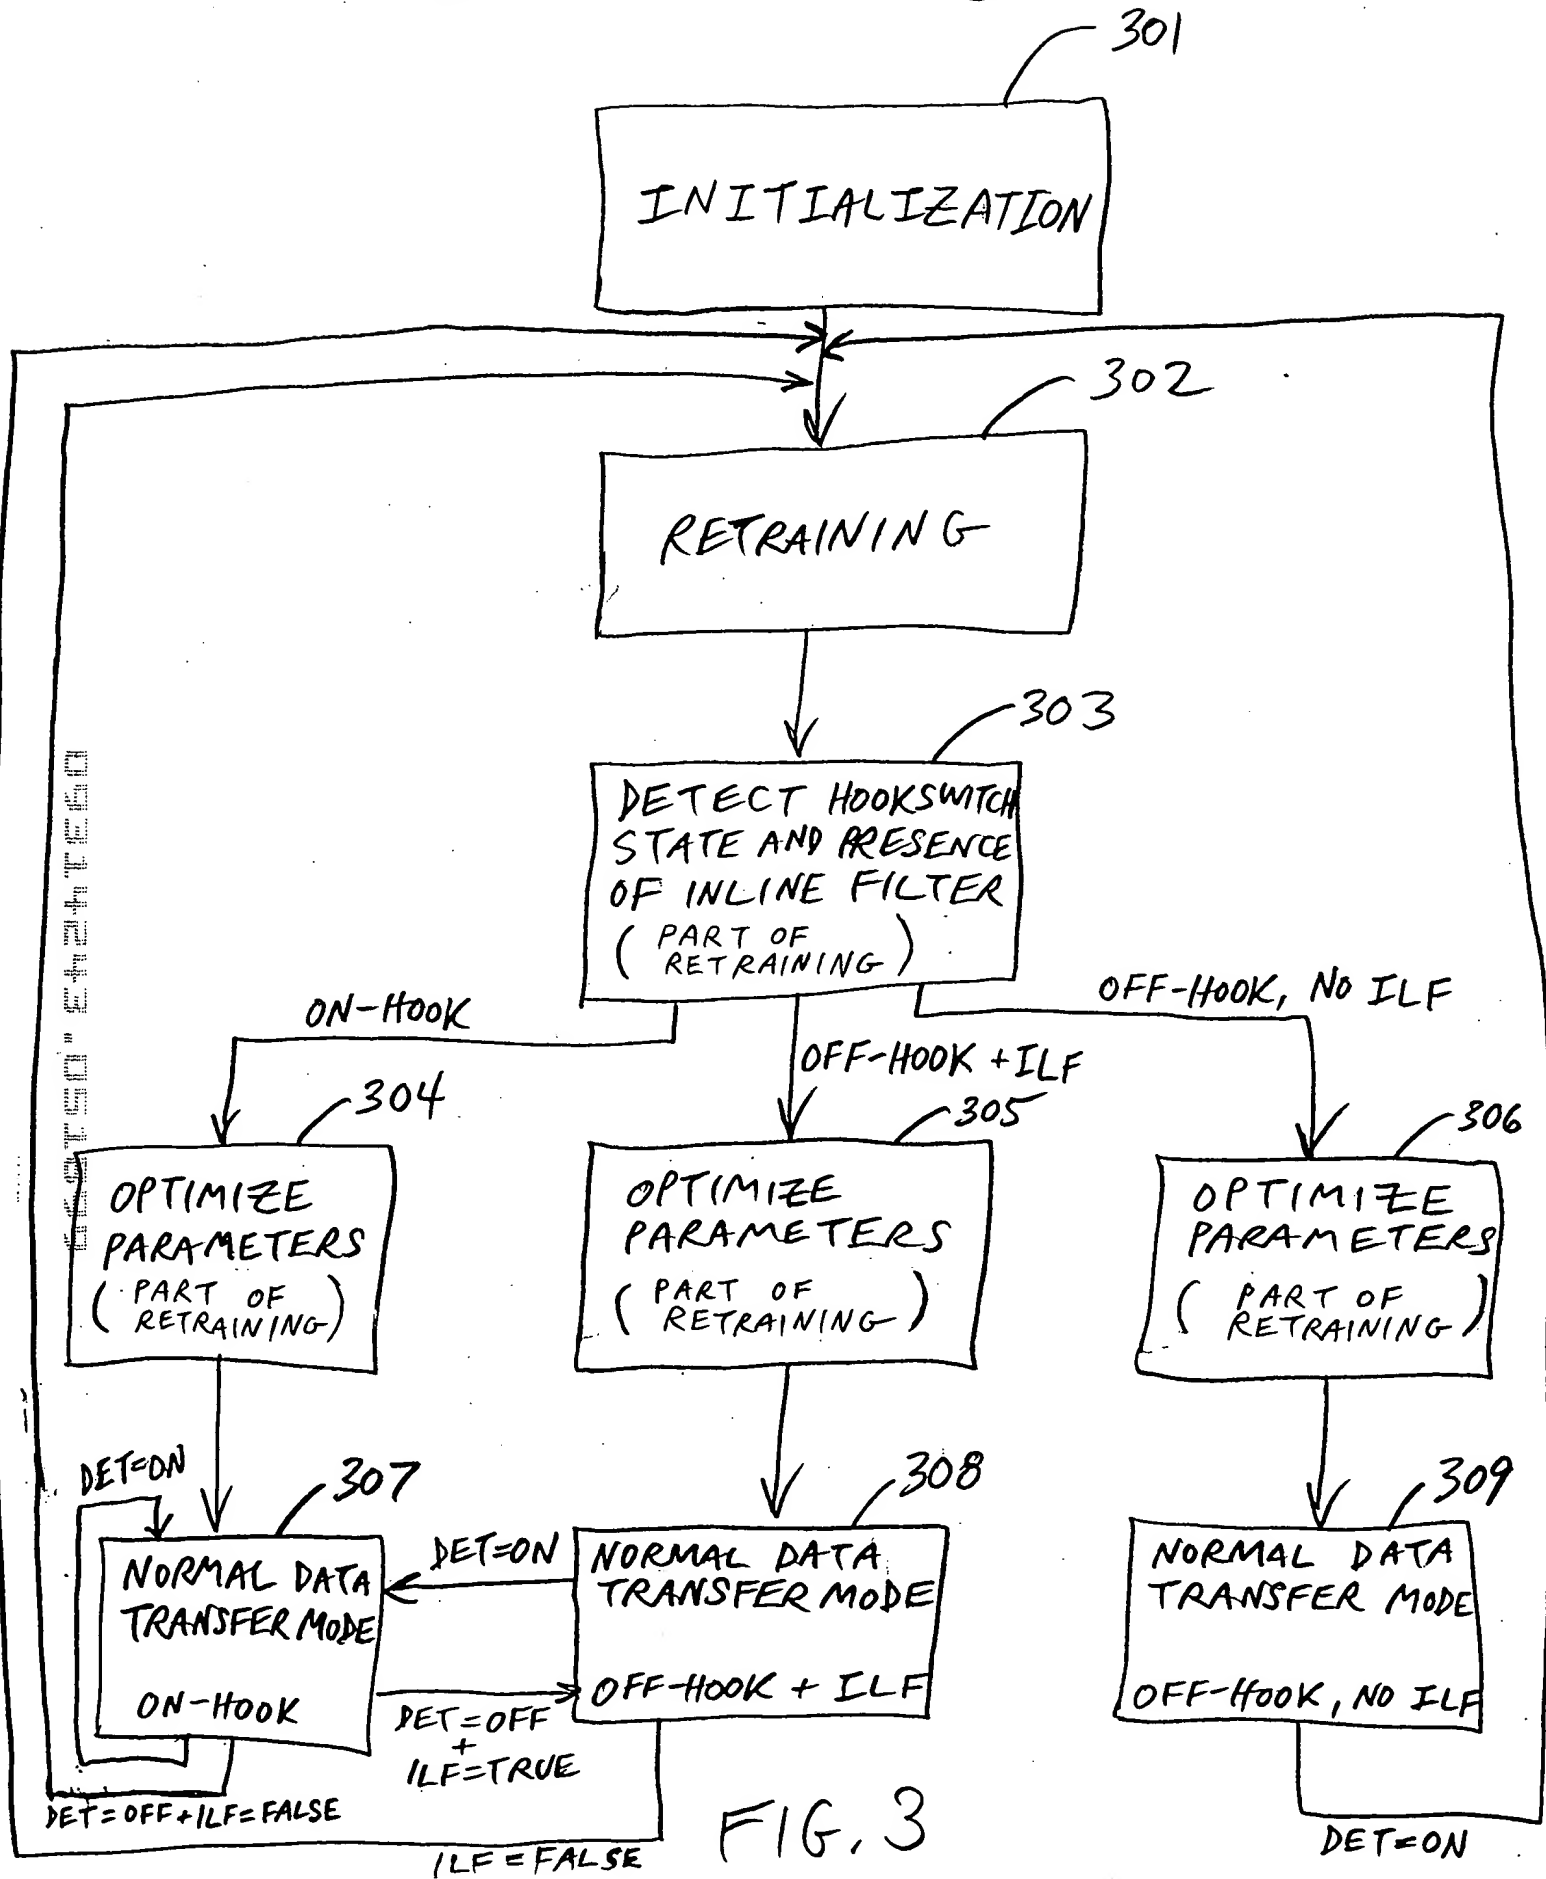 301
INITIALIZATION
302
RETRAINING
303
DETECT HOOKSWITCH
STATE AND PRESENCE
OF INLINE FILTER
( PART OF
RETRAINING )
ON-HOOK
OFF-HOOK + ILF
OFF-HOOK, NO ILF
304
OPTIMIZE
PARAMETERS
( PART OF
RETRAINING )
305
OPTIMIZE
PARAMETERS
( PART OF
RETRAINING )
306
OPTIMIZE
PARAMETERS
( PART OF
RETRAINING )
DET=ON
307
NORMAL DATA
TRANSFER MODE
ON-HOOK
DET=ON
DET=OFF
+
ILF=TRUE
308
NORMAL DATA
TRANSFER MODE
OFF-HOOK + ILF
309
NORMAL DATA
TRANSFER MODE
OFF-HOOK, NO ILF
DET=OFF+ILF=FALSE
ILF=FALSE
DET=ON
FIG. 3